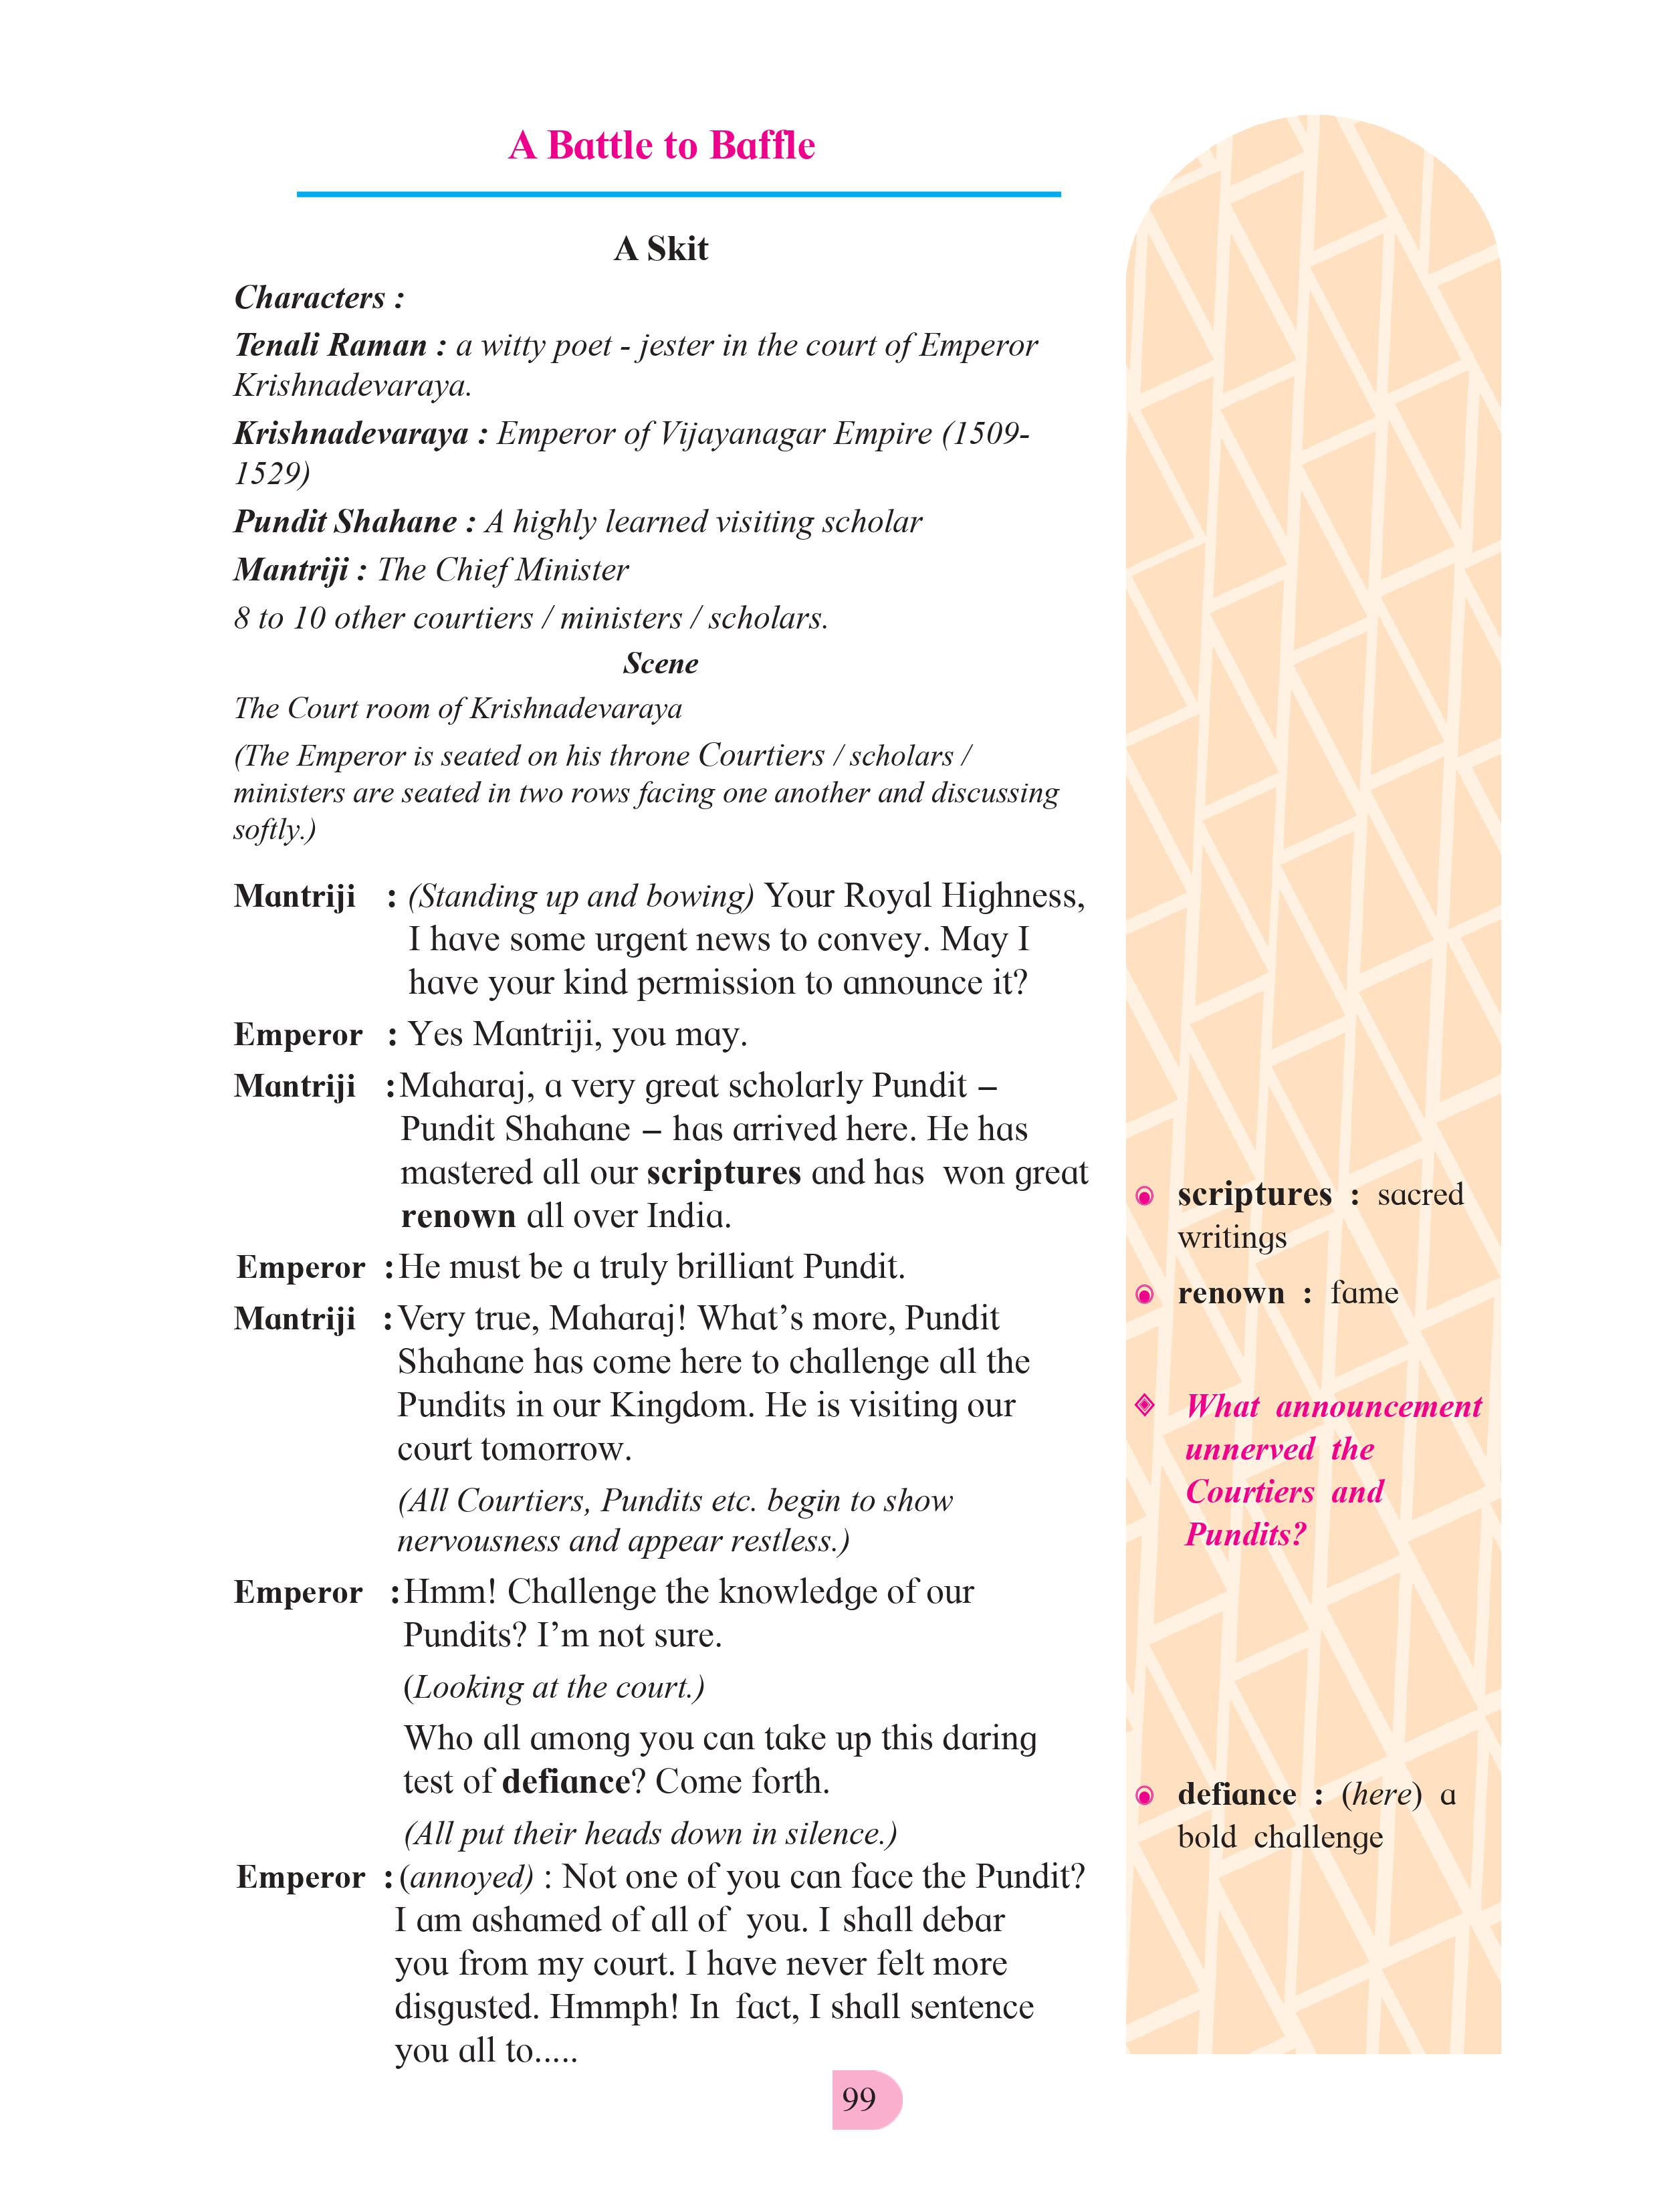 A Battle to Baffle
A Skit
Characters :
Tenali Raman : a witty poet - jester in the court of Emperor
Krishnadevaraya.
Krishnadevaraya : Emperor of Vijayanagar Empire (1509-
1529)
Pundit Shahane : A highly learned visiting scholar
Mantriji : The Chief Minister
8 to 10 other courtiers / ministers / scholars.
Scene
The Court room of Krishnadevaraya
(The Emperor is seated on his throne Courtiers / scholars /
ministers are seated in two rows facing one another and discussing
softly.)
Mantriji : (Standing up and bowing) Your Royal Highness,
I have some urgent news to convey. May I
have your kind permission to announce it?
Emperor : Yes Mantriji, you may.
Mantriji : Maharaj, a very great scholarly Pundit –
Pundit Shahane – has arrived here. He has
mastered all our scriptures and has won great
renown all over India.
Emperor : He must be a truly brilliant Pundit.
Mantriji : Very true, Maharaj! What’s more, Pundit
Shahane has come here to challenge all the
Pundits in our Kingdom. He is visiting our
court tomorrow.
(All Courtiers, Pundits etc. begin to show
nervousness and appear restless.)
Emperor : Hmm! Challenge the knowledge of our
Pundits? I’m not sure.
(Looking at the court.)
Who all among you can take up this daring
test of defiance? Come forth.
(All put their heads down in silence.)
Emperor : (annoyed) : Not one of you can face the Pundit?
I am ashamed of all of you. I shall debar
you from my court. I have never felt more
disgusted. Hmmph! In fact, I shall sentence
you all to.....
scriptures : sacred
writings
renown : fame
What announcement
unnerved the
Courtiers and
Pundits?
defiance : (here) a
bold challenge
99